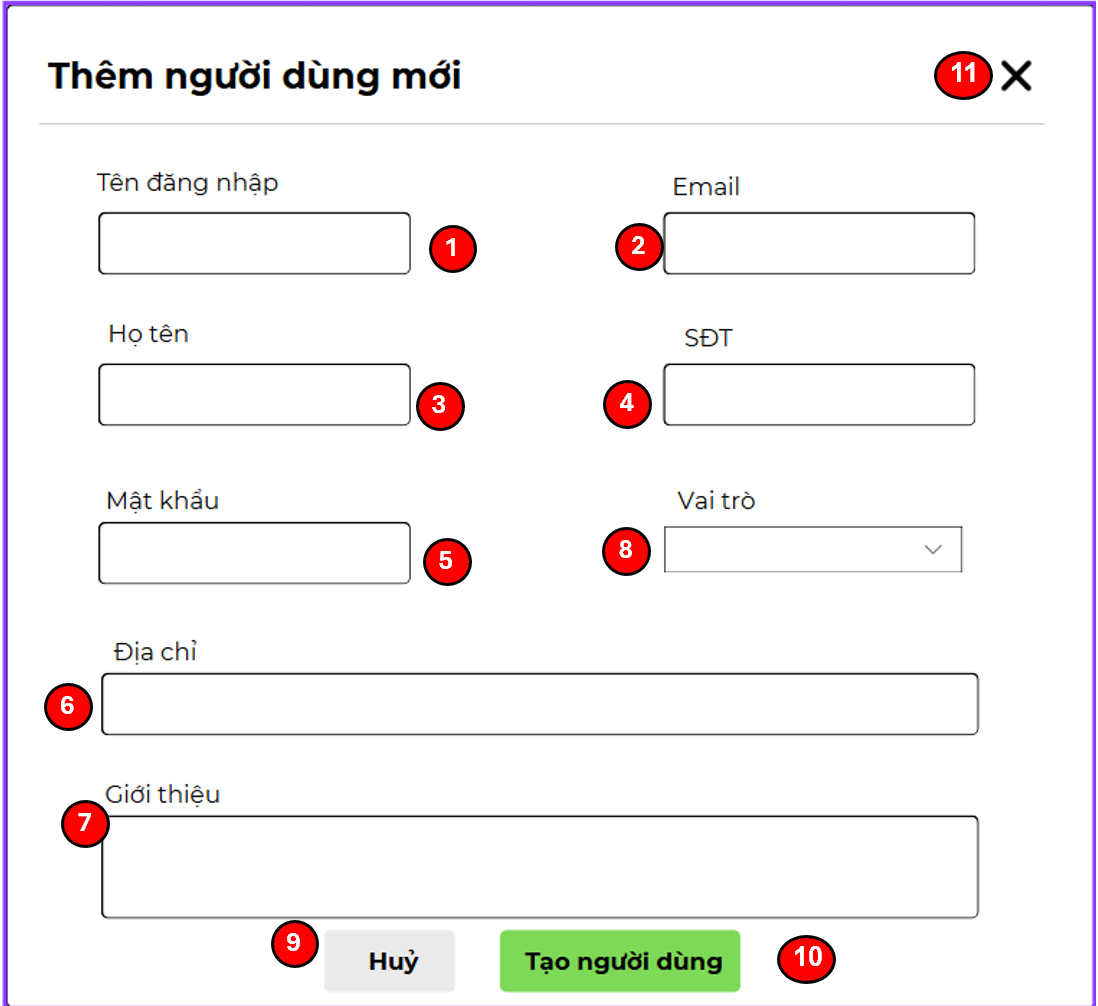 Thêm người dùng mới
11
Tên đăng nhập
Email
1
2
Họ tên
SĐT
3
4
Mật khẩu
Vai trò
5
8
Địa chỉ
6
Giới thiệu
7
9
Huỷ
Tạo người dùng
10